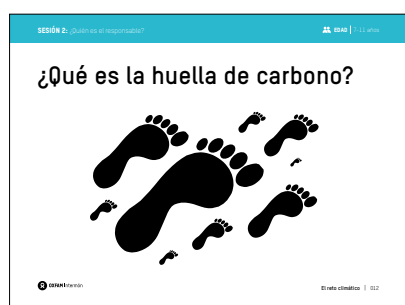 SESIÓN 2: ¿Quién es el responsable?
EDAD | 7-11 años
¿Qué es la huella de carbono?
OXFAM Intermón
El reto climático | 012